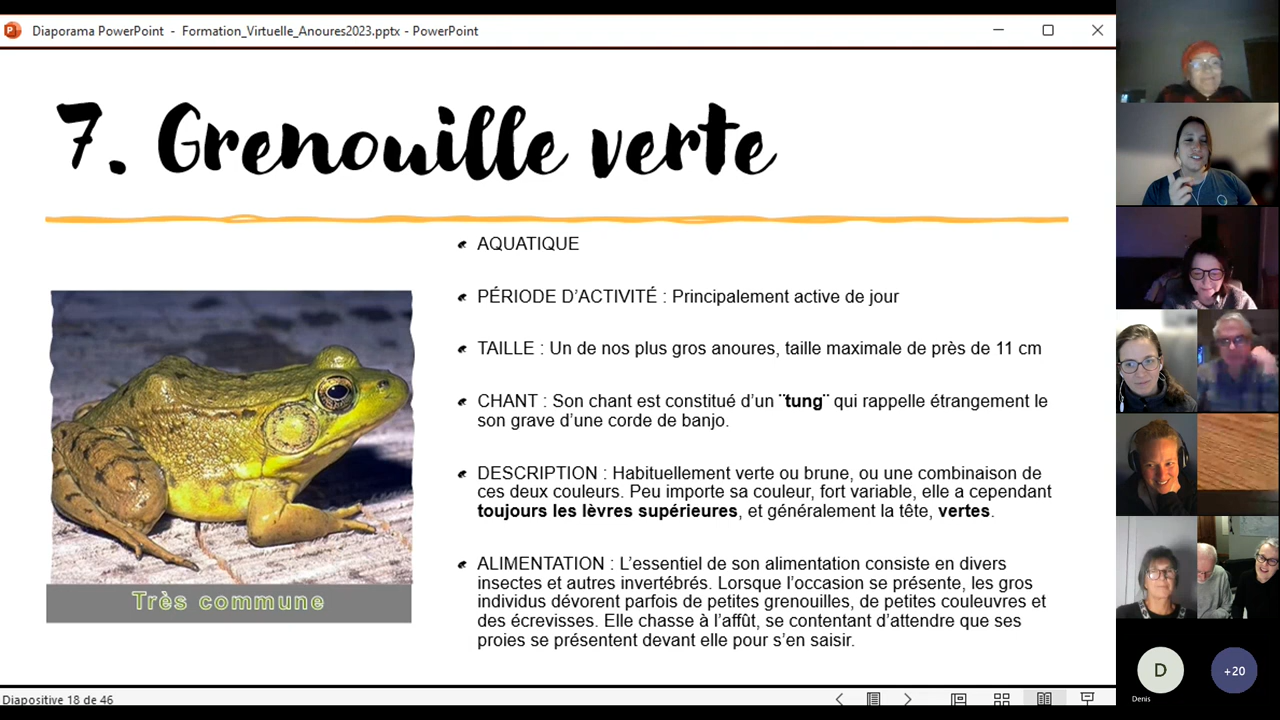 Diaporama PowerPoint - Formation_Virtuelle_Anoures2023.pptx - PowerPoint
7. Grenouille verte
AQUATIQUE
PÉRIODE D’ACTIVITÉ : Principalement active de jour
TAILLE : Un de nos plus gros anoures, taille maximale de près de 11 cm
CHANT : Son chant est constitué d’un ¨tung¨ qui rappelle étrangement le
son grave d’une corde de banjo.
DESCRIPTION : Habituellement verte ou brune, ou une combinaison de
ces deux couleurs. Peu importe sa couleur, fort variable, elle a cependant
toujours les lèvres supérieures, et généralement la tête, vertes.
ALIMENTATION : L’essentiel de son alimentation consiste en divers
insectes et autres invertébrés. Lorsque l’occasion se présente, les gros
individus dévorent parfois de petites grenouilles, de petites couleuvres et
des écrevisses. Elle chasse à l’affût, se contentant d’attendre que ses
proies se présentent devant elle pour s’en saisir.
Très commune
Diapositive 18 de 46
D
Denis
+20